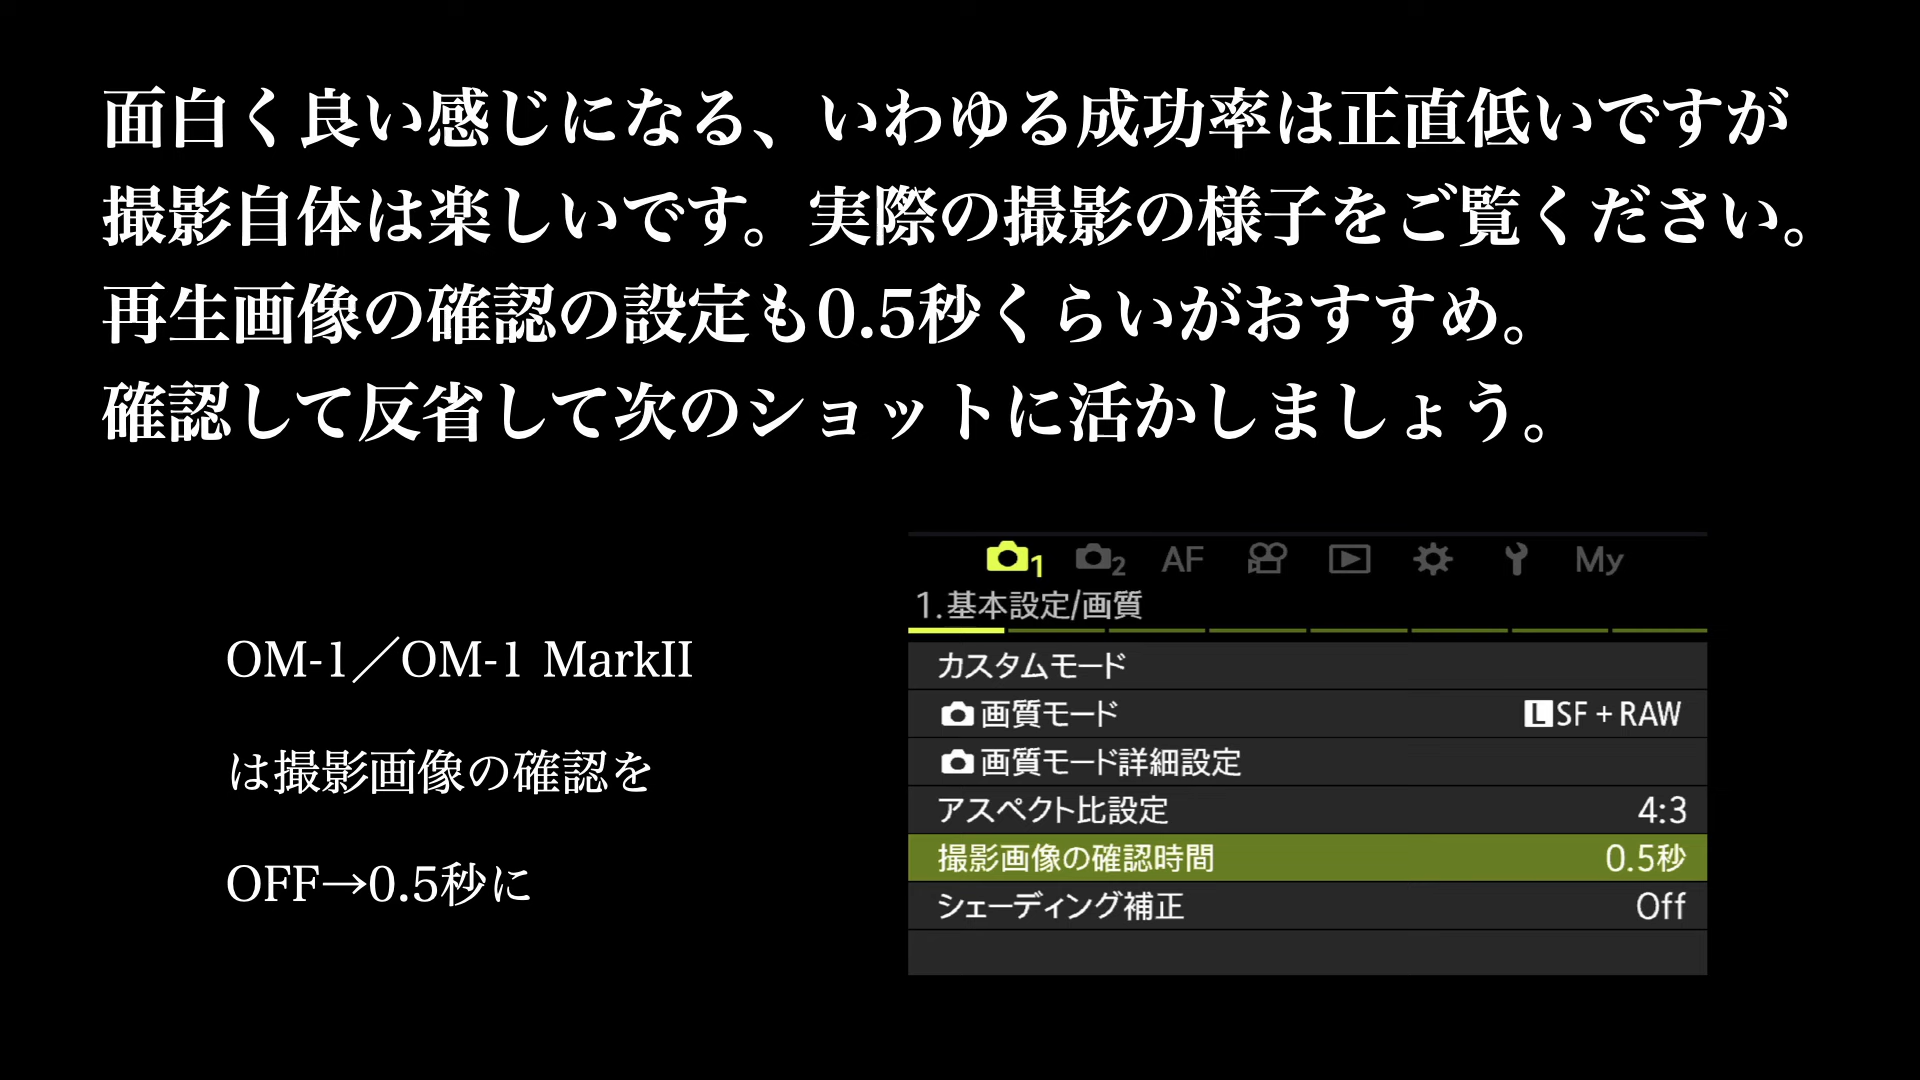 面白く良い感じになる、いわゆる成功率は正直低いですが
撮影自体は楽しいです。実際の撮影の様子をご覧ください。
再生画像の確認の設定も0.5秒くらいがおすすめ。
確認して反省して次のショットに活かしましょう。
OM-1／OM-1 MarkII
は撮影画像の確認を
OFF→0.5秒に
1 2 AF My
1.基本設定/画質
カスタムモード
画質モード L SF + RAW
画質モード詳細設定
アスペクト比設定 4:3
撮影画像の確認時間 0.5秒
シェーディング補正 Off